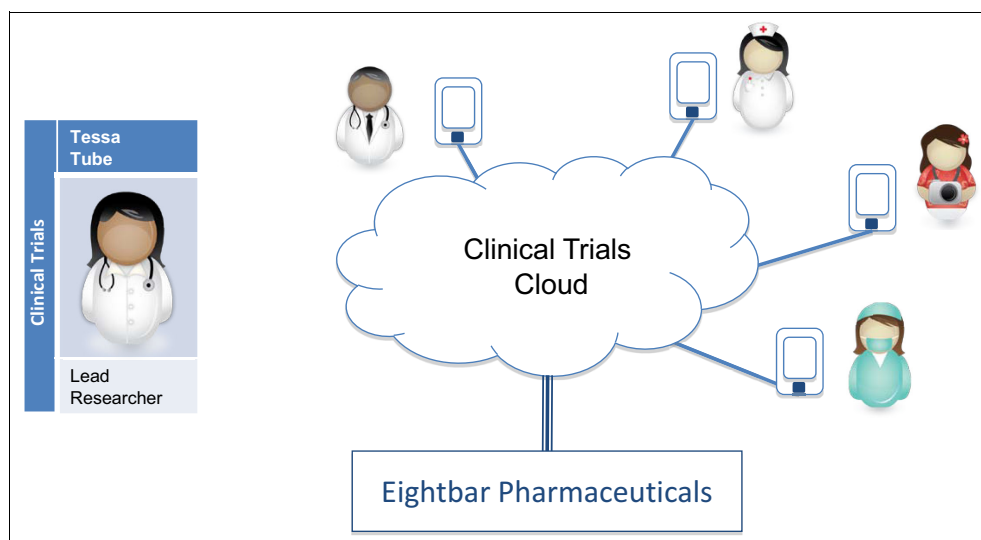 Clinical Trials
Tessa
Tube
Lead
Researcher
Clinical Trials
Cloud
Eightbar Pharmaceuticals